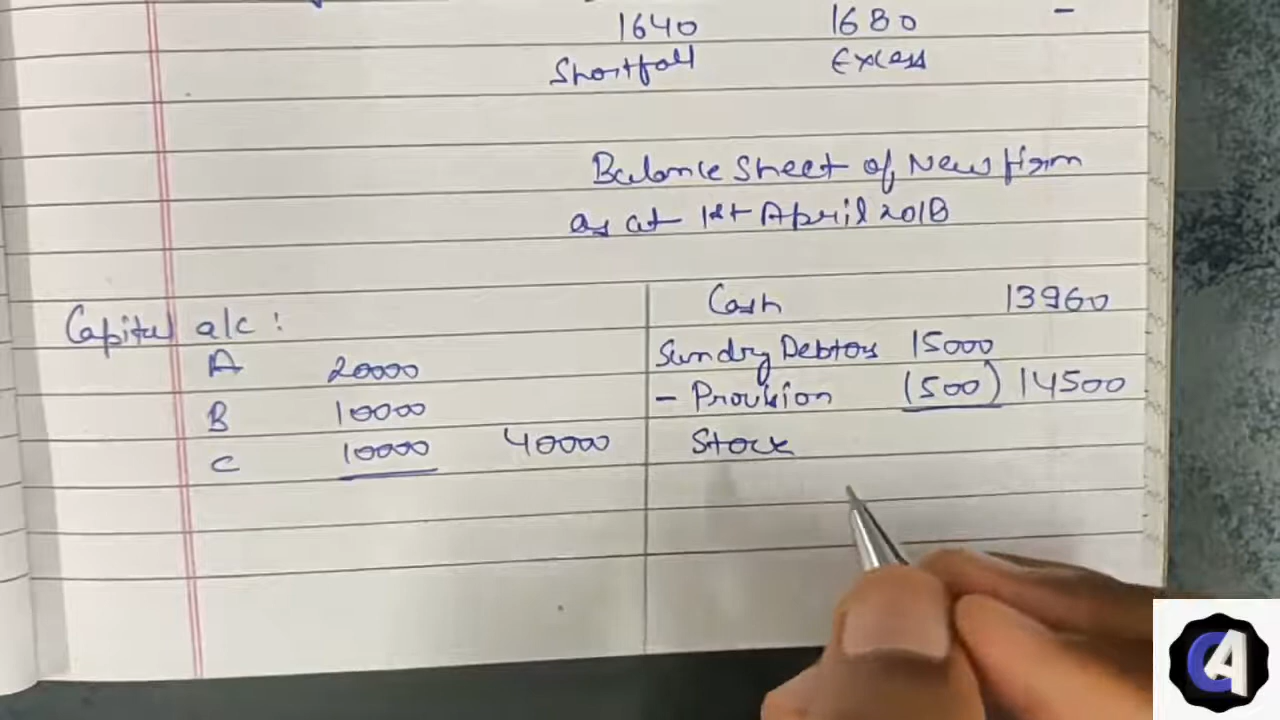 1640 1680 -
Shortfall Excess
Balance Sheet of New firm
as at 1st April 2018
Capital a/c : Cash 13960
A 20000 Sundry Debtors 15000
B 10000 - Provision (500) 14500
C 10000 40000 Stock
CA